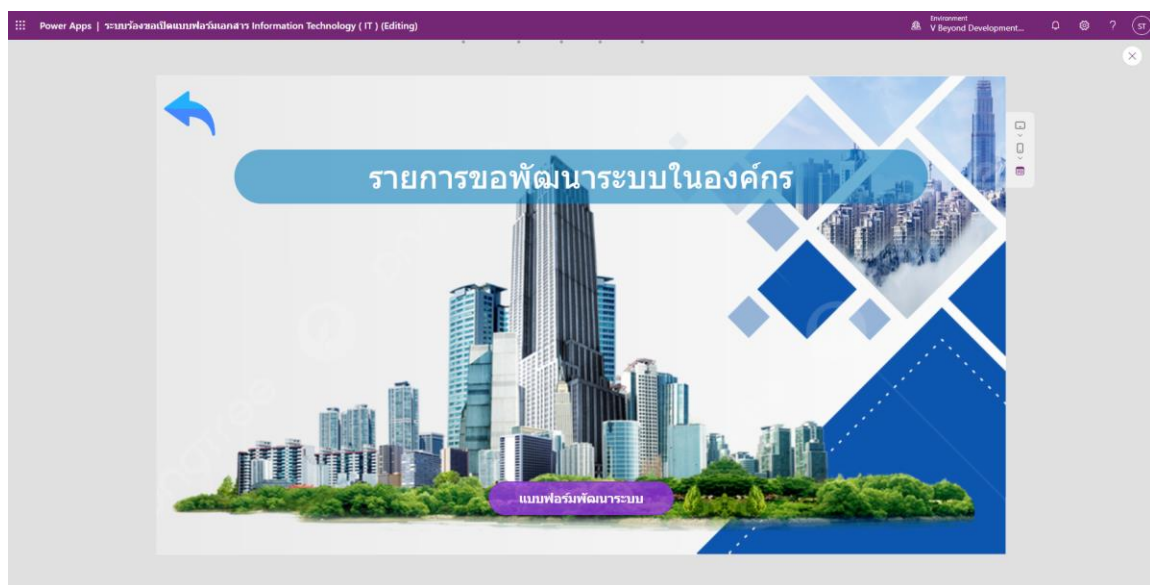 Power Apps | ระบบร้องขอเปิดแบบฟอร์มเอกสาร Information Technology ( IT ) (Editing)
Environment
V Beyond Development...
?
ST
รายการขอพัฒนาระบบในองค์กร
แบบฟอร์มพัฒนาระบบ